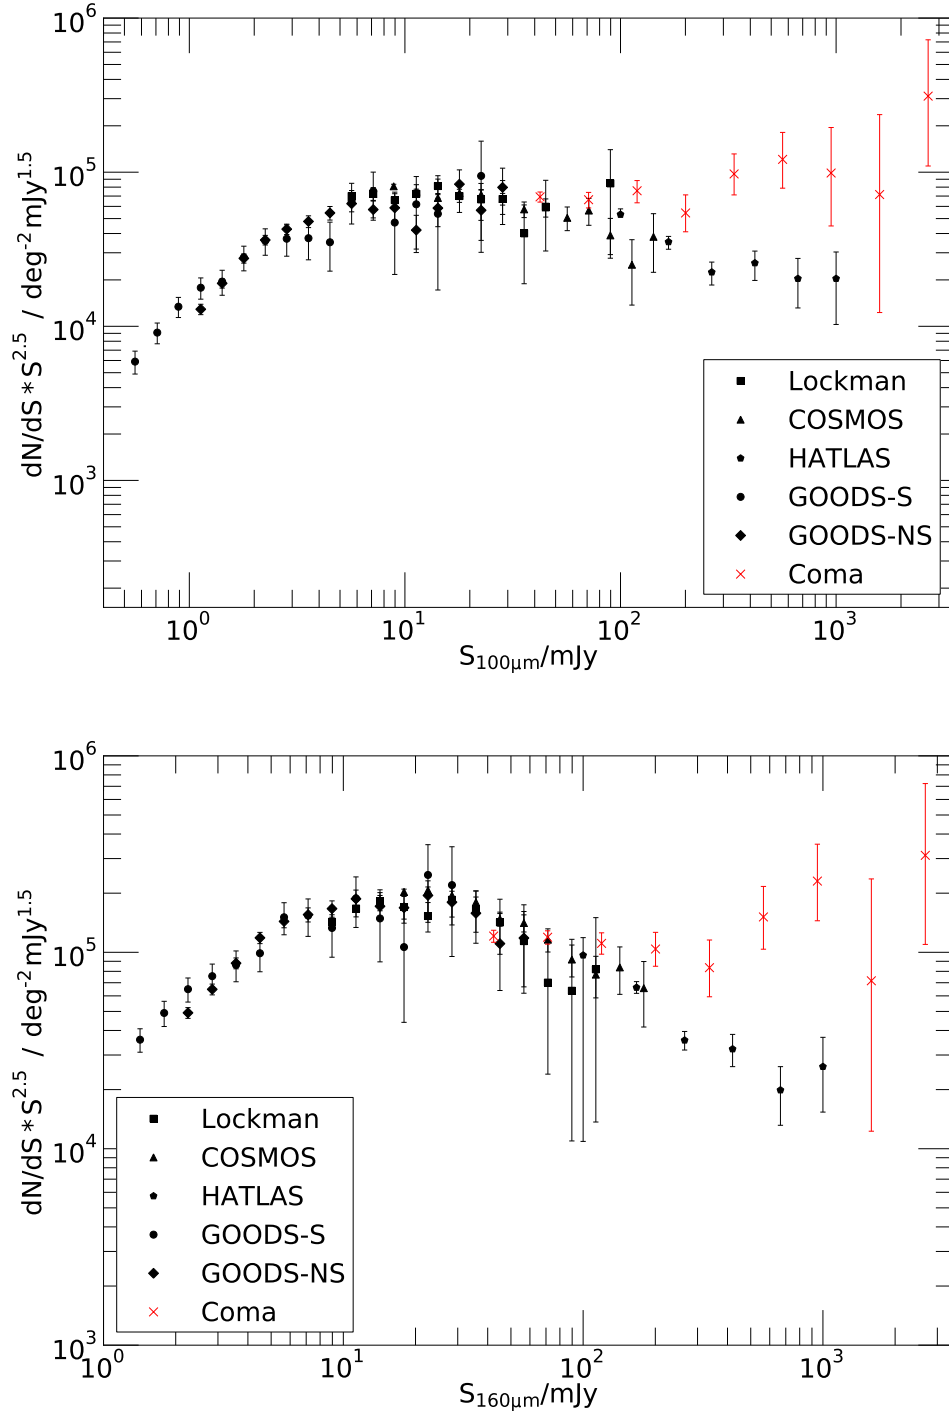 dN/dS*S^2.5 / deg^-2 mJy^1.5
10^6
10^5
10^4
10^3
Lockman
COSMOS
HATLAS
GOODS-S
GOODS-NS
Coma
10^0 10^1 10^2 10^3
S_100μm/mJy
dN/dS*S^2.5 / deg^-2 mJy^1.5
10^6
10^5
10^4
10^3
Lockman
COSMOS
HATLAS
GOODS-S
GOODS-NS
Coma
10^0 10^1 10^2 10^3
S_160μm/mJy